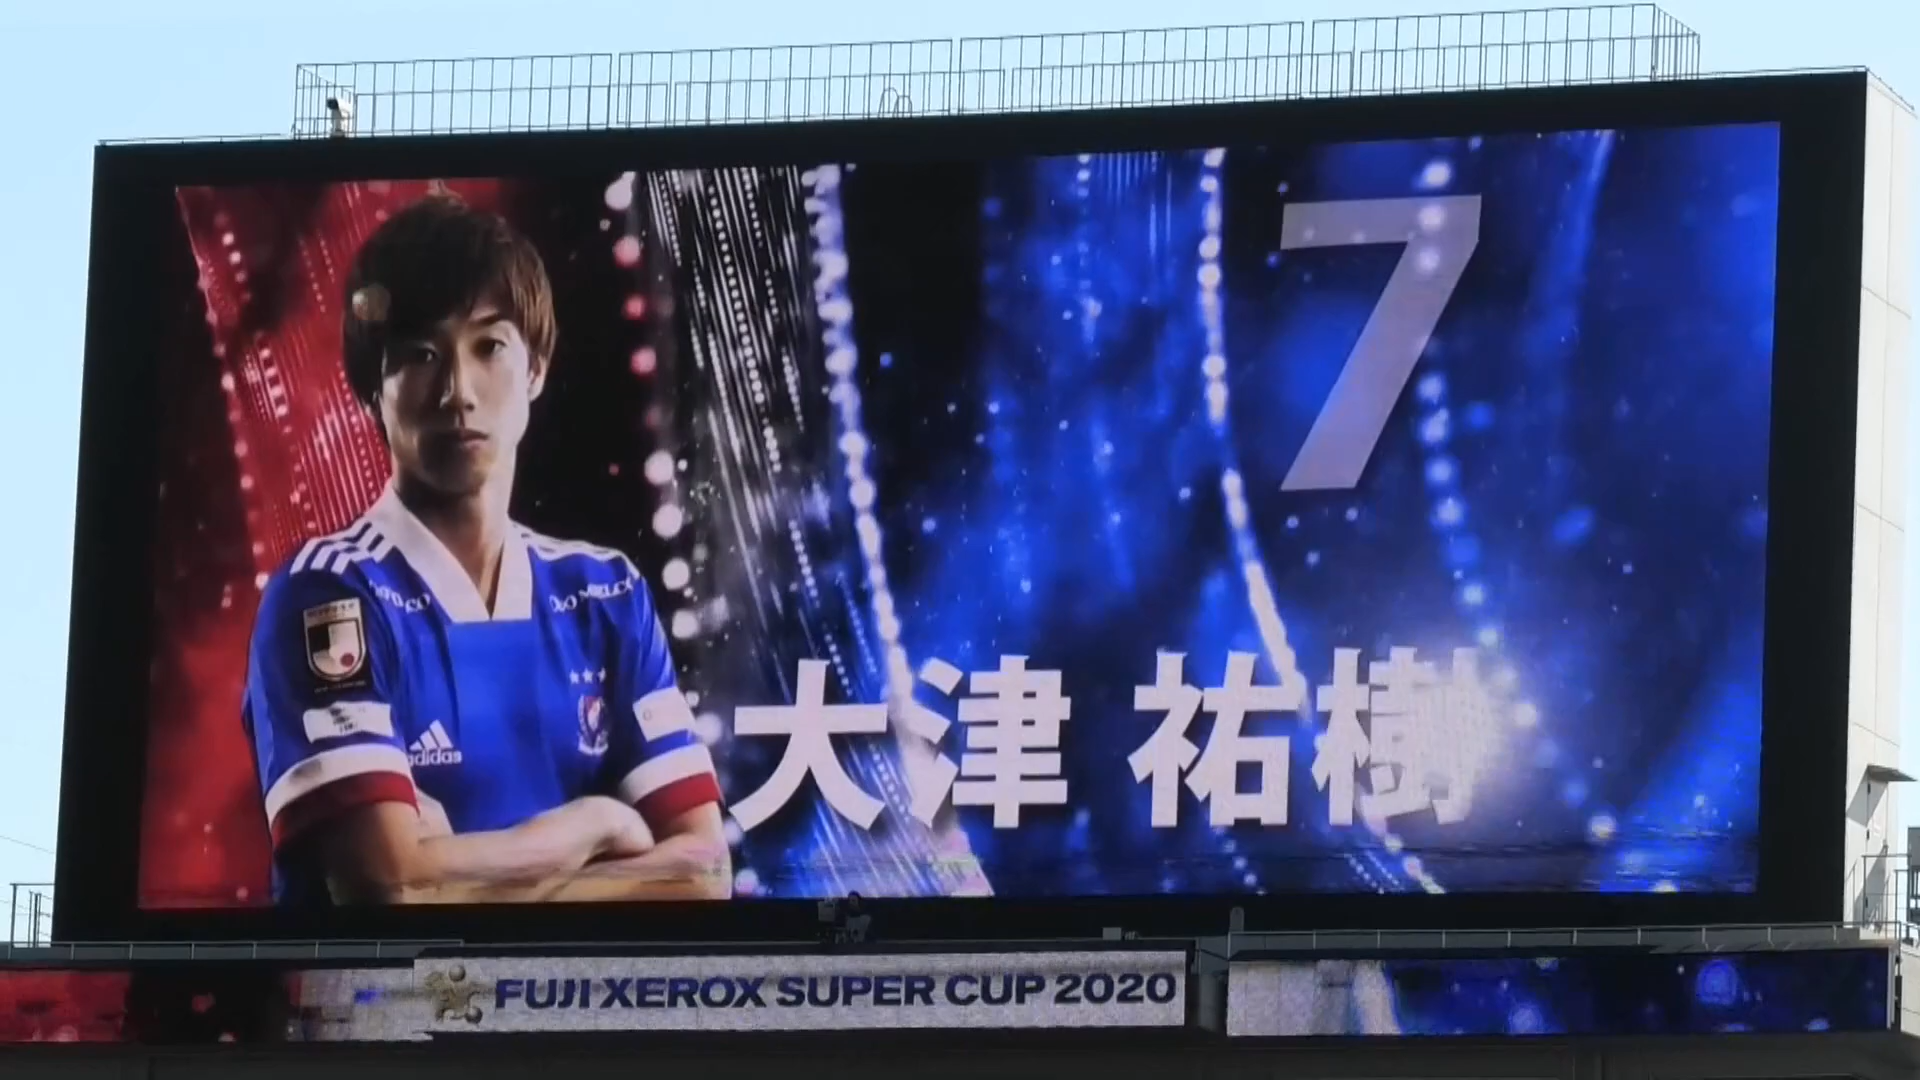 7
大津 祐樹
adidas
FUJI XEROX SUPER CUP 2020